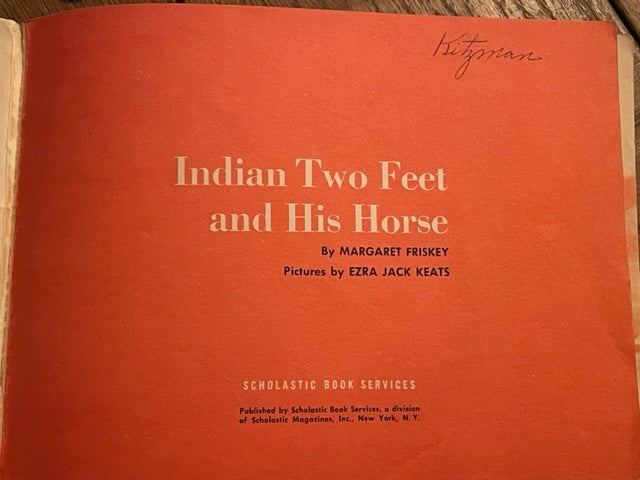 Kitzman
Indian Two Feet
and His Horse
By MARGARET FRISKEY
Pictures by EZRA JACK KEATS
SCHOLASTIC BOOK SERVICES
Published by Scholastic Book Services, a division
of Scholastic Magazines, Inc., New York, N. Y.